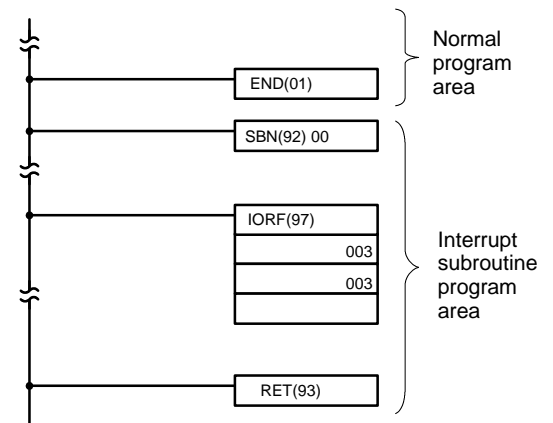 Normal
program
area
END(01)
SBN(92) 00
IORF(97)
003
003
Interrupt
subroutine
program
area
RET(93)